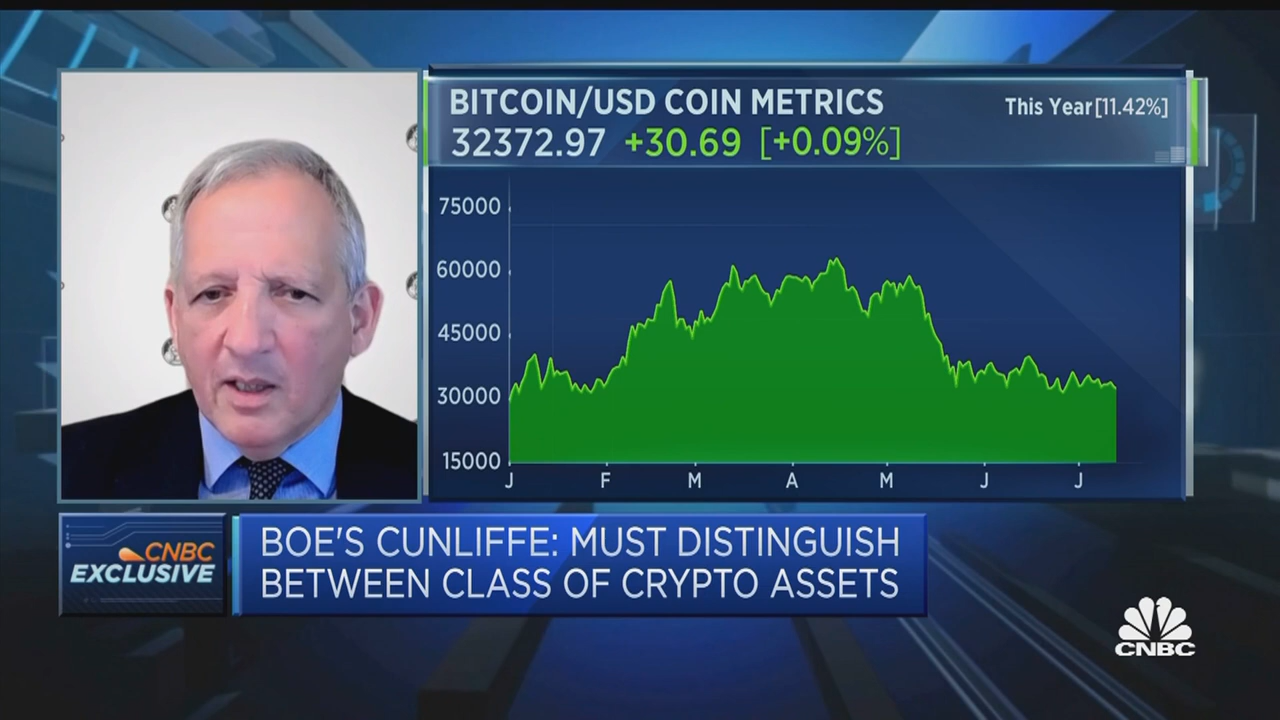 BITCOIN/USD COIN METRICS
This Year[11.42%]
32372.97 +30.69 [+0.09%]
75000
60000
45000
30000
15000
J F M A M J J
CNBC
EXCLUSIVE
BOE'S CUNLIFFE: MUST DISTINGUISH
BETWEEN CLASS OF CRYPTO ASSETS
CNBC